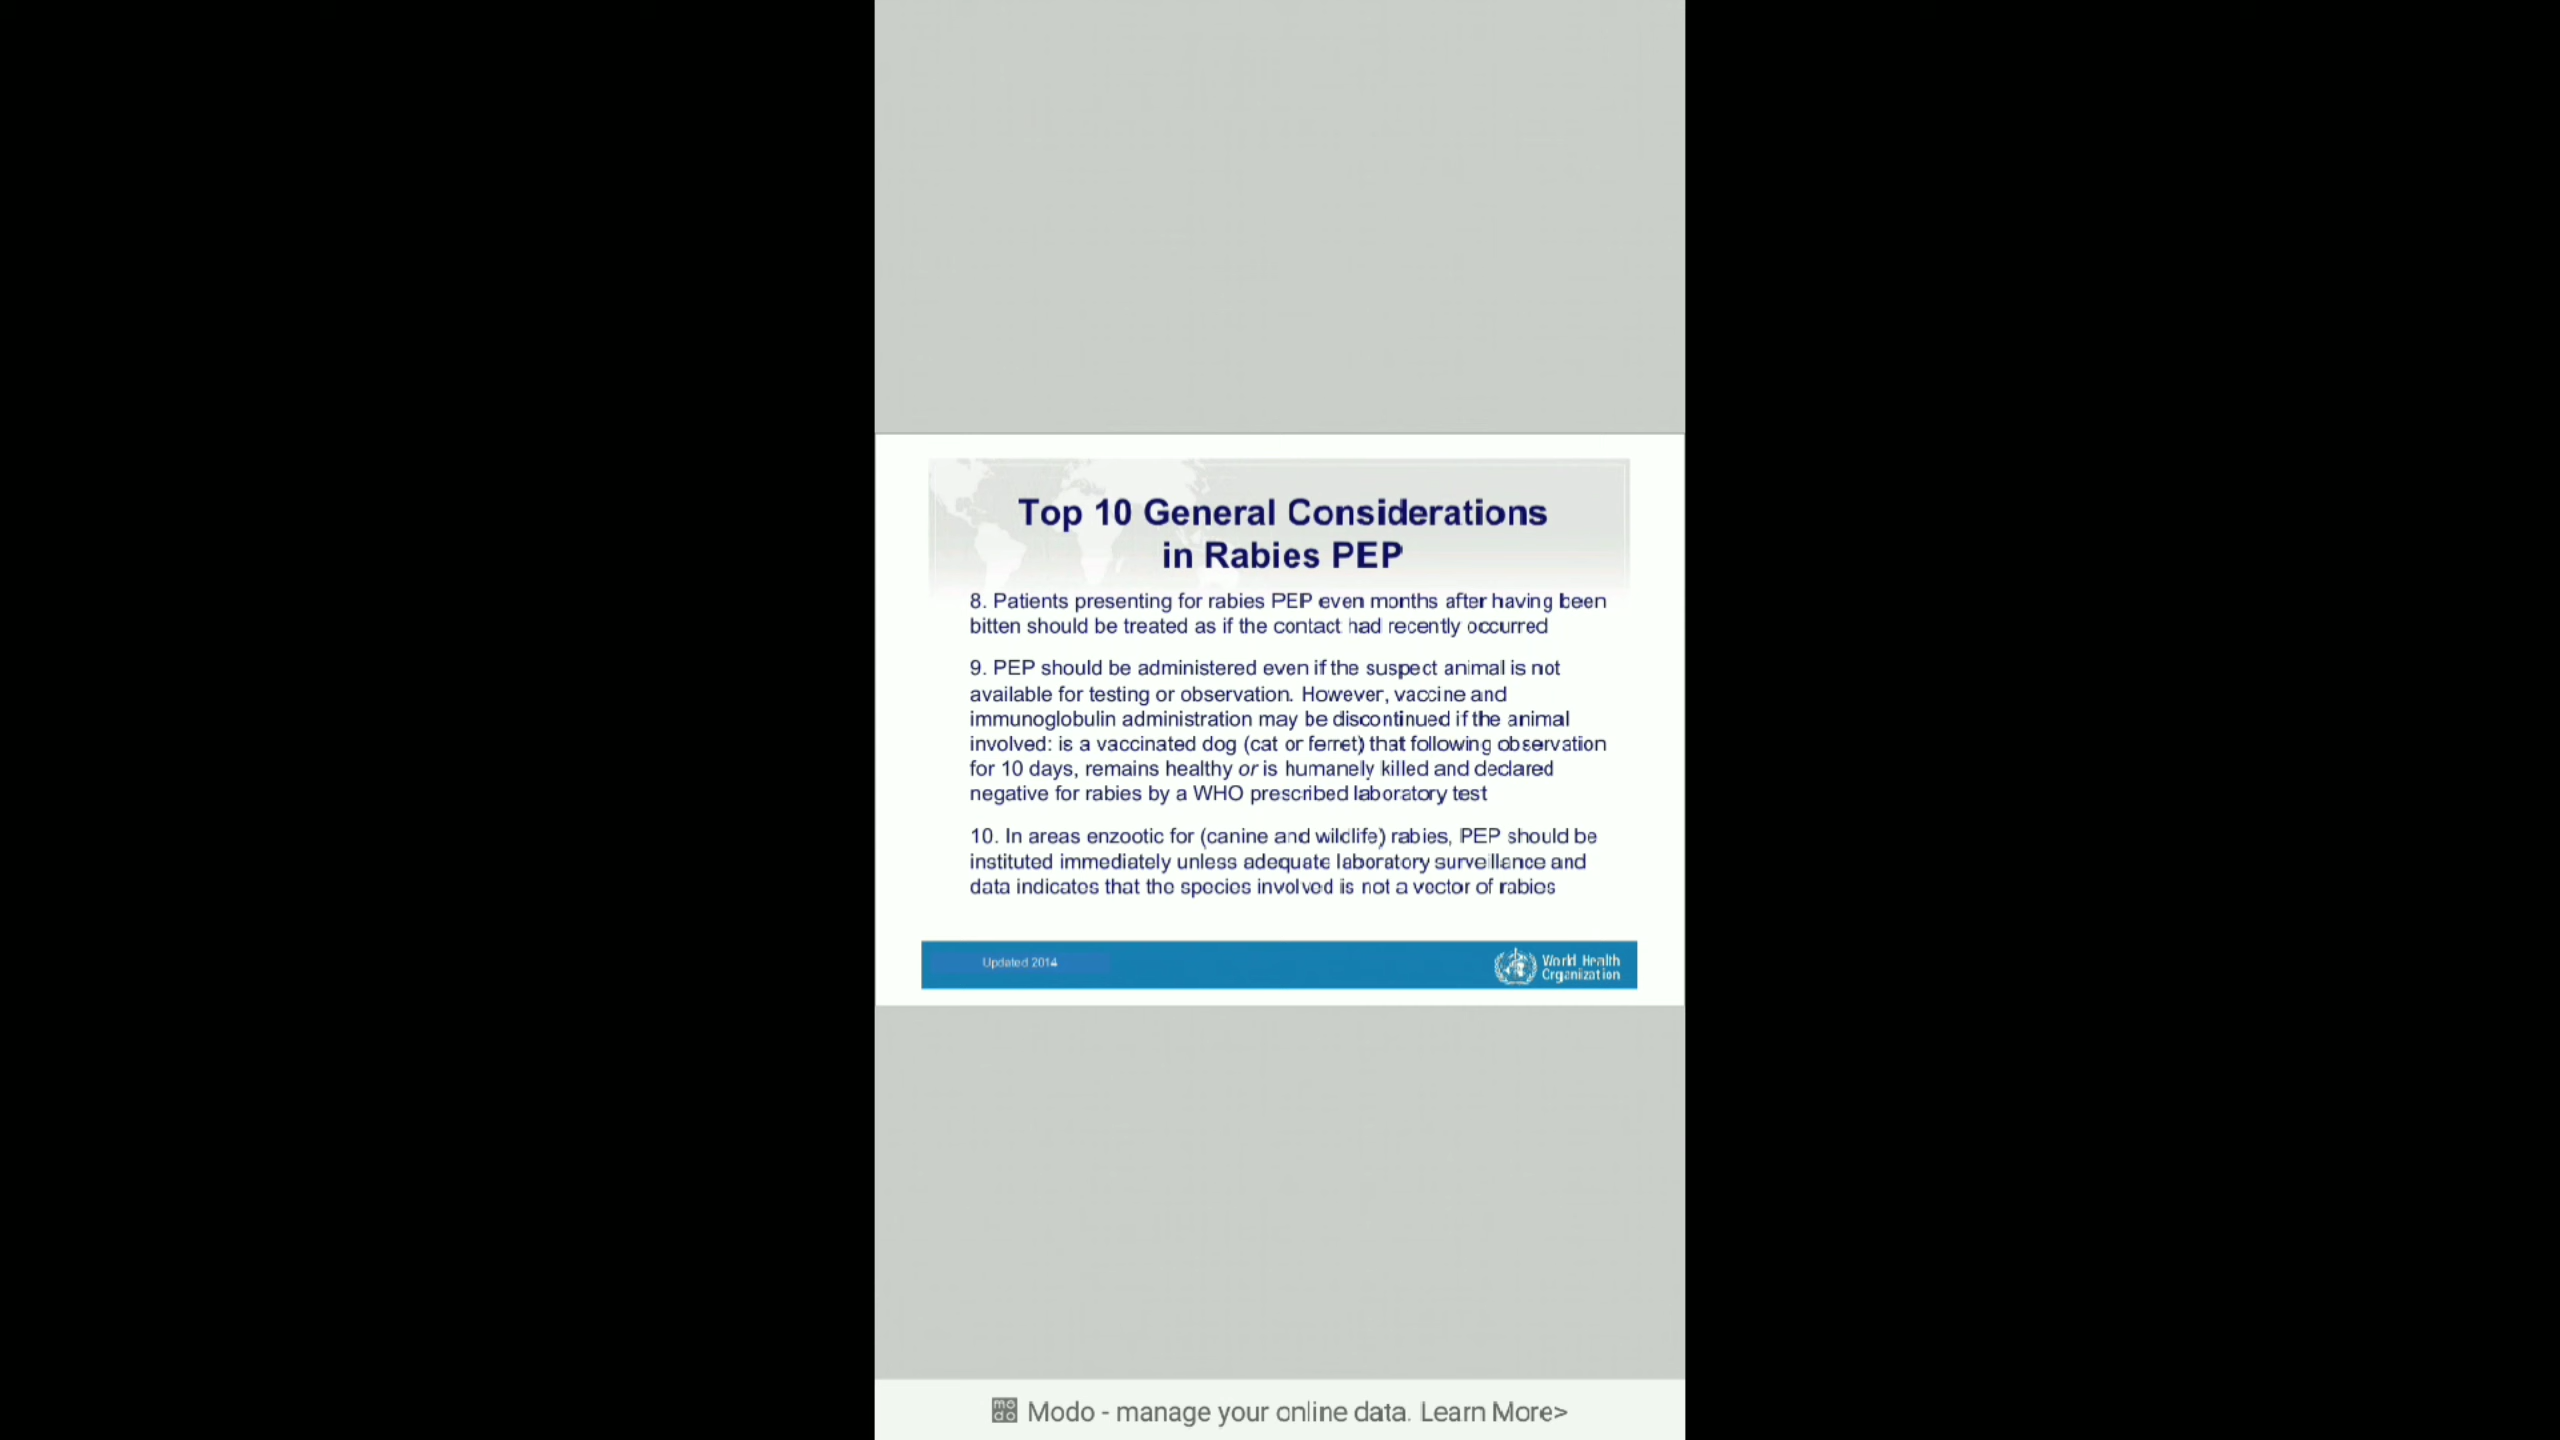 Top 10 General Considerations
in Rabies PEP
8. Patients presenting for rabies PEP even months after having been
bitten should be treated as if the contact had recently occurred
9. PEP should be administered even if the suspect animal is not
available for testing or observation. However, vaccine and
immunoglobulin administration may be discontinued if the animal
involved: is a vaccinated dog (cat or ferret) that following observation
for 10 days, remains healthy or is humanely killed and declared
negative for rabies by a WHO prescribed laboratory test
10. In areas enzootic for (canine and wildlife) rabies, PEP should be
instituted immediately unless adequate laboratory surveillance and
data indicates that the species involved is not a vector of rabies
Updated 2014
World Health
Organization
modo Modo - manage your online data. Learn More>